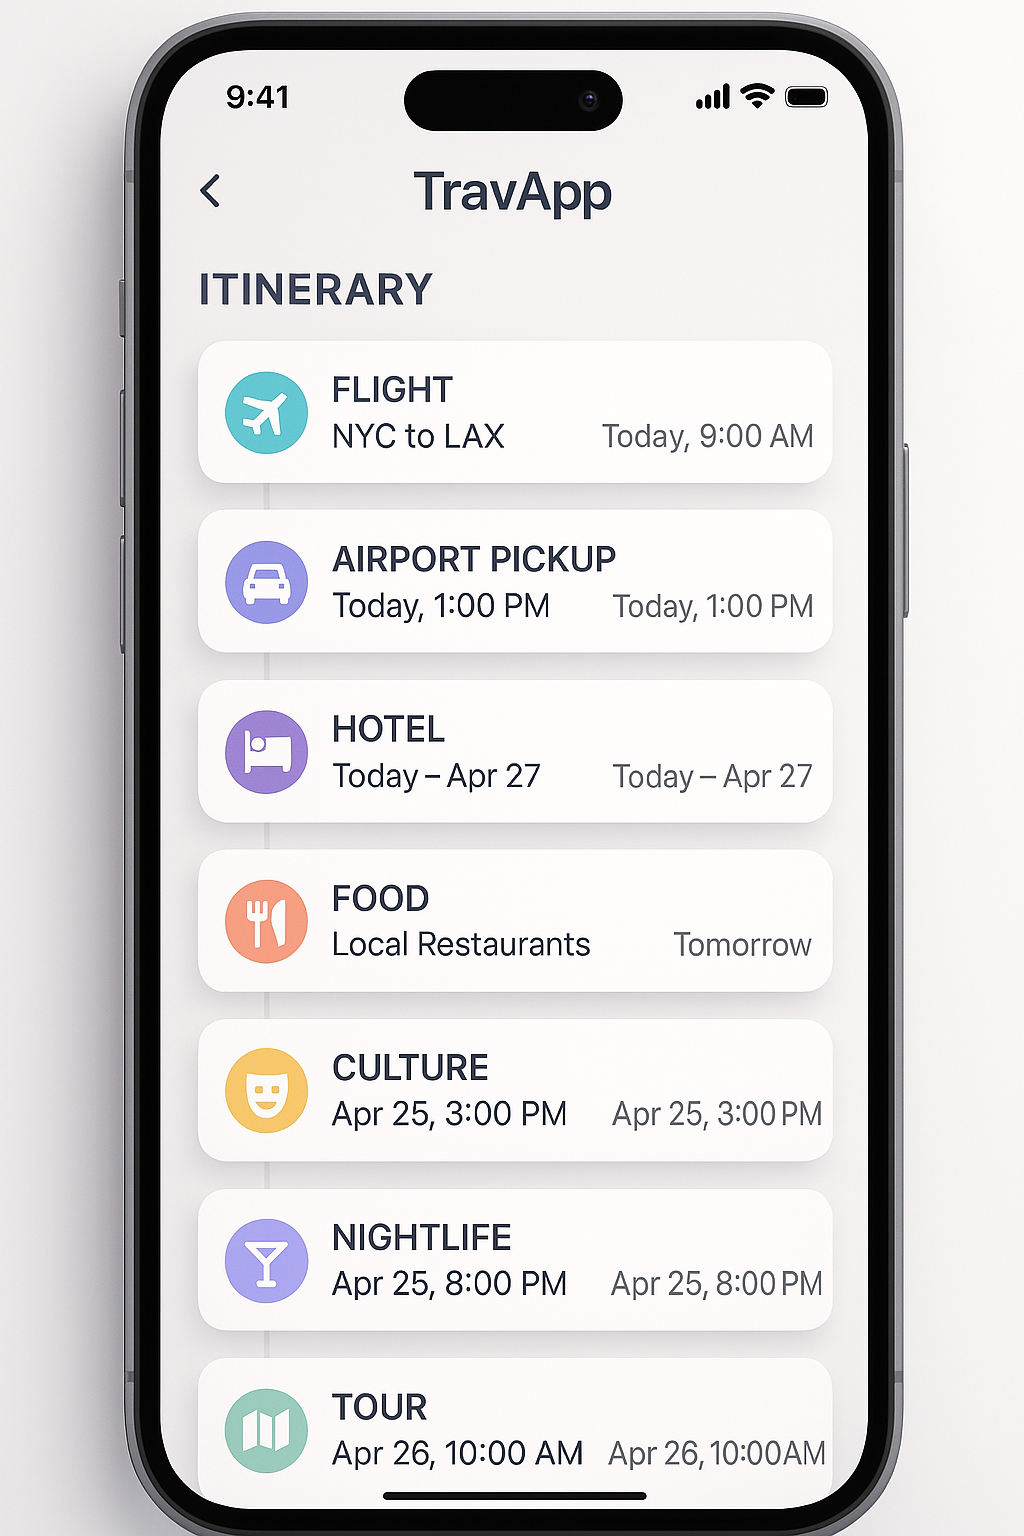 9:41
TravApp
ITINERARY
FLIGHT
NYC to LAX Today, 9:00 AM
AIRPORT PICKUP
Today, 1:00 PM Today, 1:00 PM
HOTEL
Today – Apr 27 Today – Apr 27
FOOD
Local Restaurants Tomorrow
CULTURE
Apr 25, 3:00 PM Apr 25, 3:00 PM
NIGHTLIFE
Apr 25, 8:00 PM Apr 25, 8:00 PM
TOUR
Apr 26, 10:00 AM Apr 26, 10:00 AM